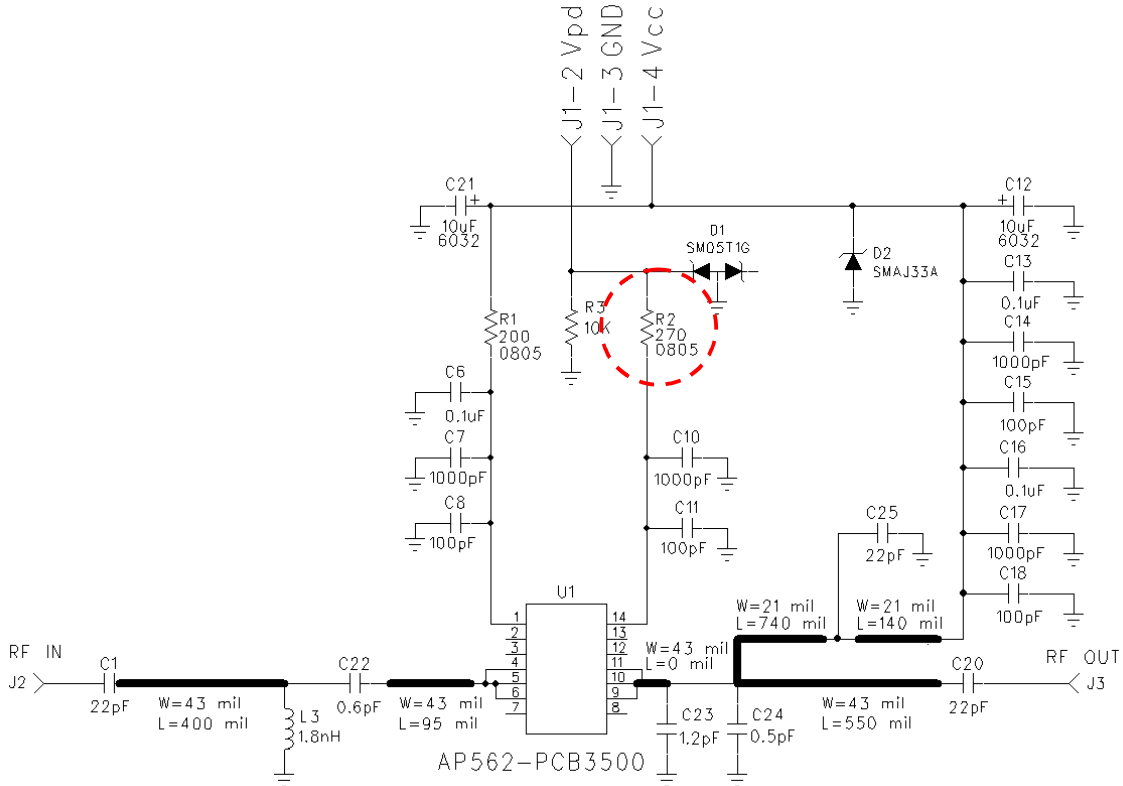 J1-2 Vpd
J1-3 GND
J1-4 Vcc
C21
+
10uF
6032
C12
+
10uF
6032
D1
SM05T1G
D2
SMAJ33A
C13
0.1uF
R1
200
0805
R3
10K
R2
270
0805
C14
1000pF
C6
0.1uF
C15
100pF
C7
1000pF
C10
1000pF
C16
0.1uF
C8
100pF
C11
100pF
C25
22pF
C17
1000pF
C18
100pF
U1
1
2
3
4
5
6
7
14
13
12
11
10
9
8
W=21 mil
L=740 mil
W=21 mil
L=140 mil
W=43 mil
L=0 mil
RF IN
J2
C1
22pF
W=43 mil
L=400 mil
L3
1.8nH
C22
0.6pF
W=43 mil
L=95 mil
C23
1.2pF
C24
0.5pF
W=43 mil
L=550 mil
C20
22pF
RF OUT
J3
AP562-PCB3500